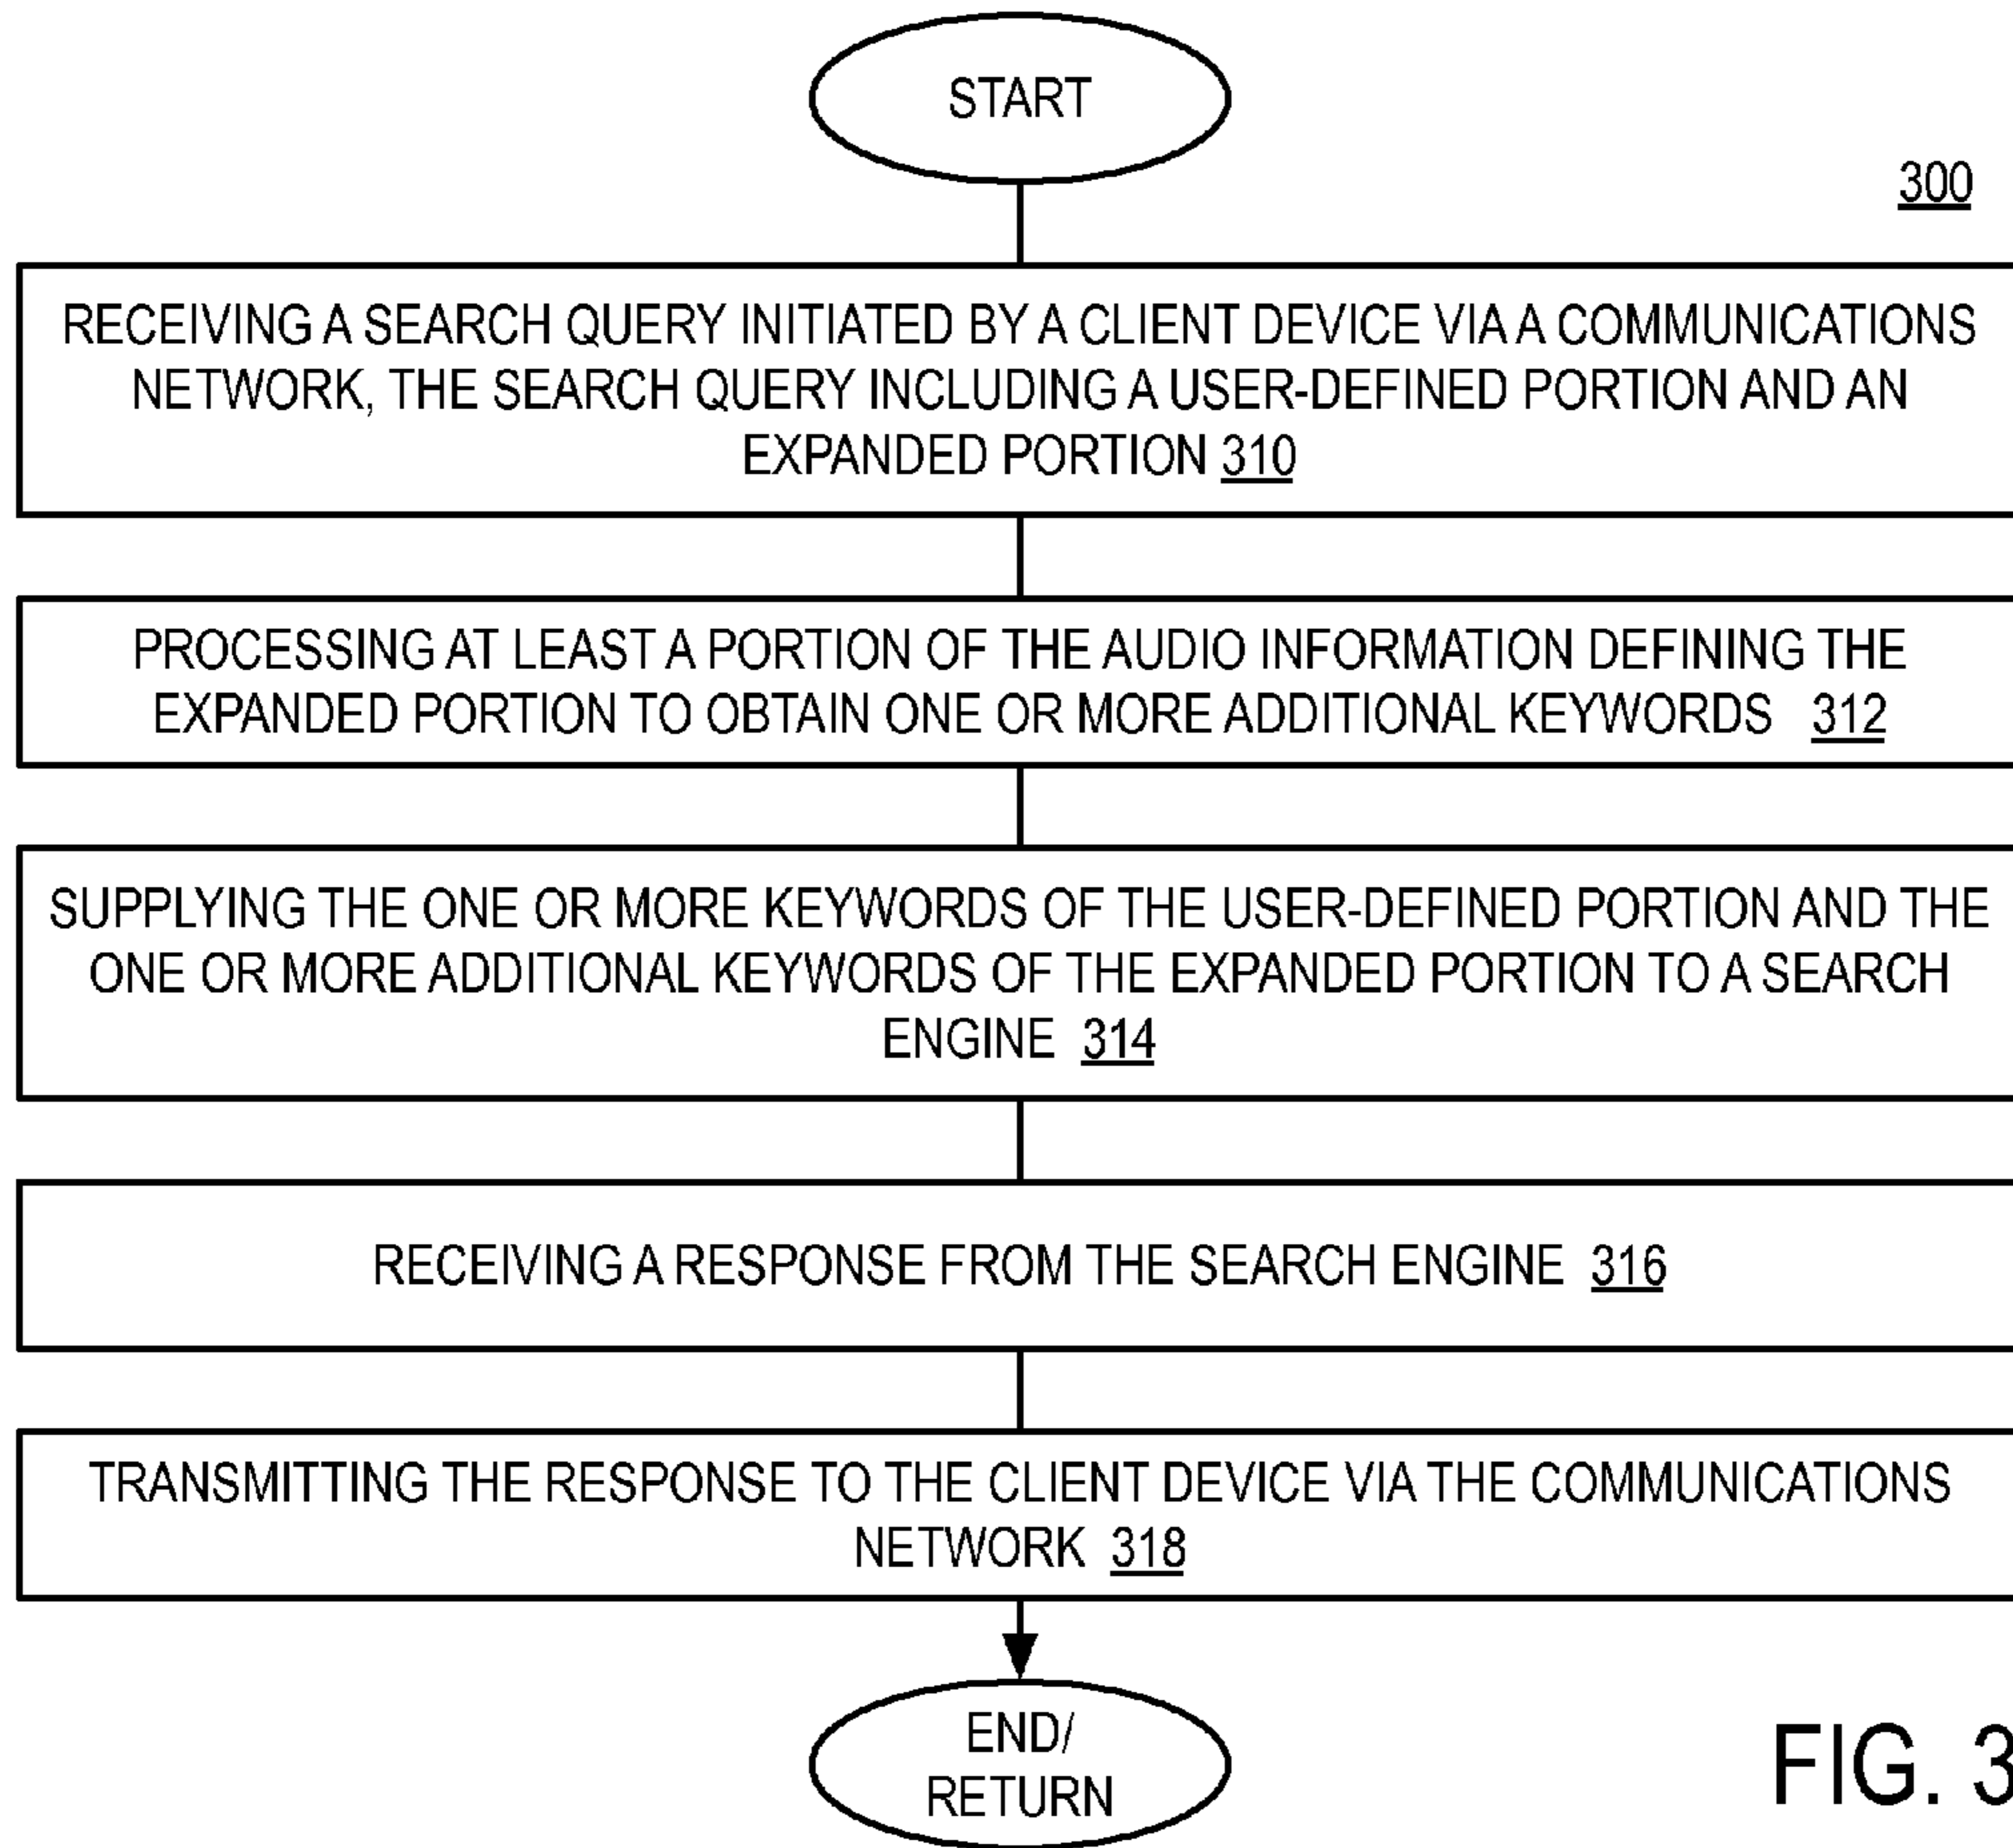 START
300
RECEIVING A SEARCH QUERY INITIATED BY A CLIENT DEVICE VIA A COMMUNICATIONS
NETWORK, THE SEARCH QUERY INCLUDING A USER-DEFINED PORTION AND AN
EXPANDED PORTION 310
PROCESSING AT LEAST A PORTION OF THE AUDIO INFORMATION DEFINING THE
EXPANDED PORTION TO OBTAIN ONE OR MORE ADDITIONAL KEYWORDS 312
SUPPLYING THE ONE OR MORE KEYWORDS OF THE USER-DEFINED PORTION AND THE
ONE OR MORE ADDITIONAL KEYWORDS OF THE EXPANDED PORTION TO A SEARCH
ENGINE 314
RECEIVING A RESPONSE FROM THE SEARCH ENGINE 316
TRANSMITTING THE RESPONSE TO THE CLIENT DEVICE VIA THE COMMUNICATIONS
NETWORK 318
END/
RETURN
FIG. 3